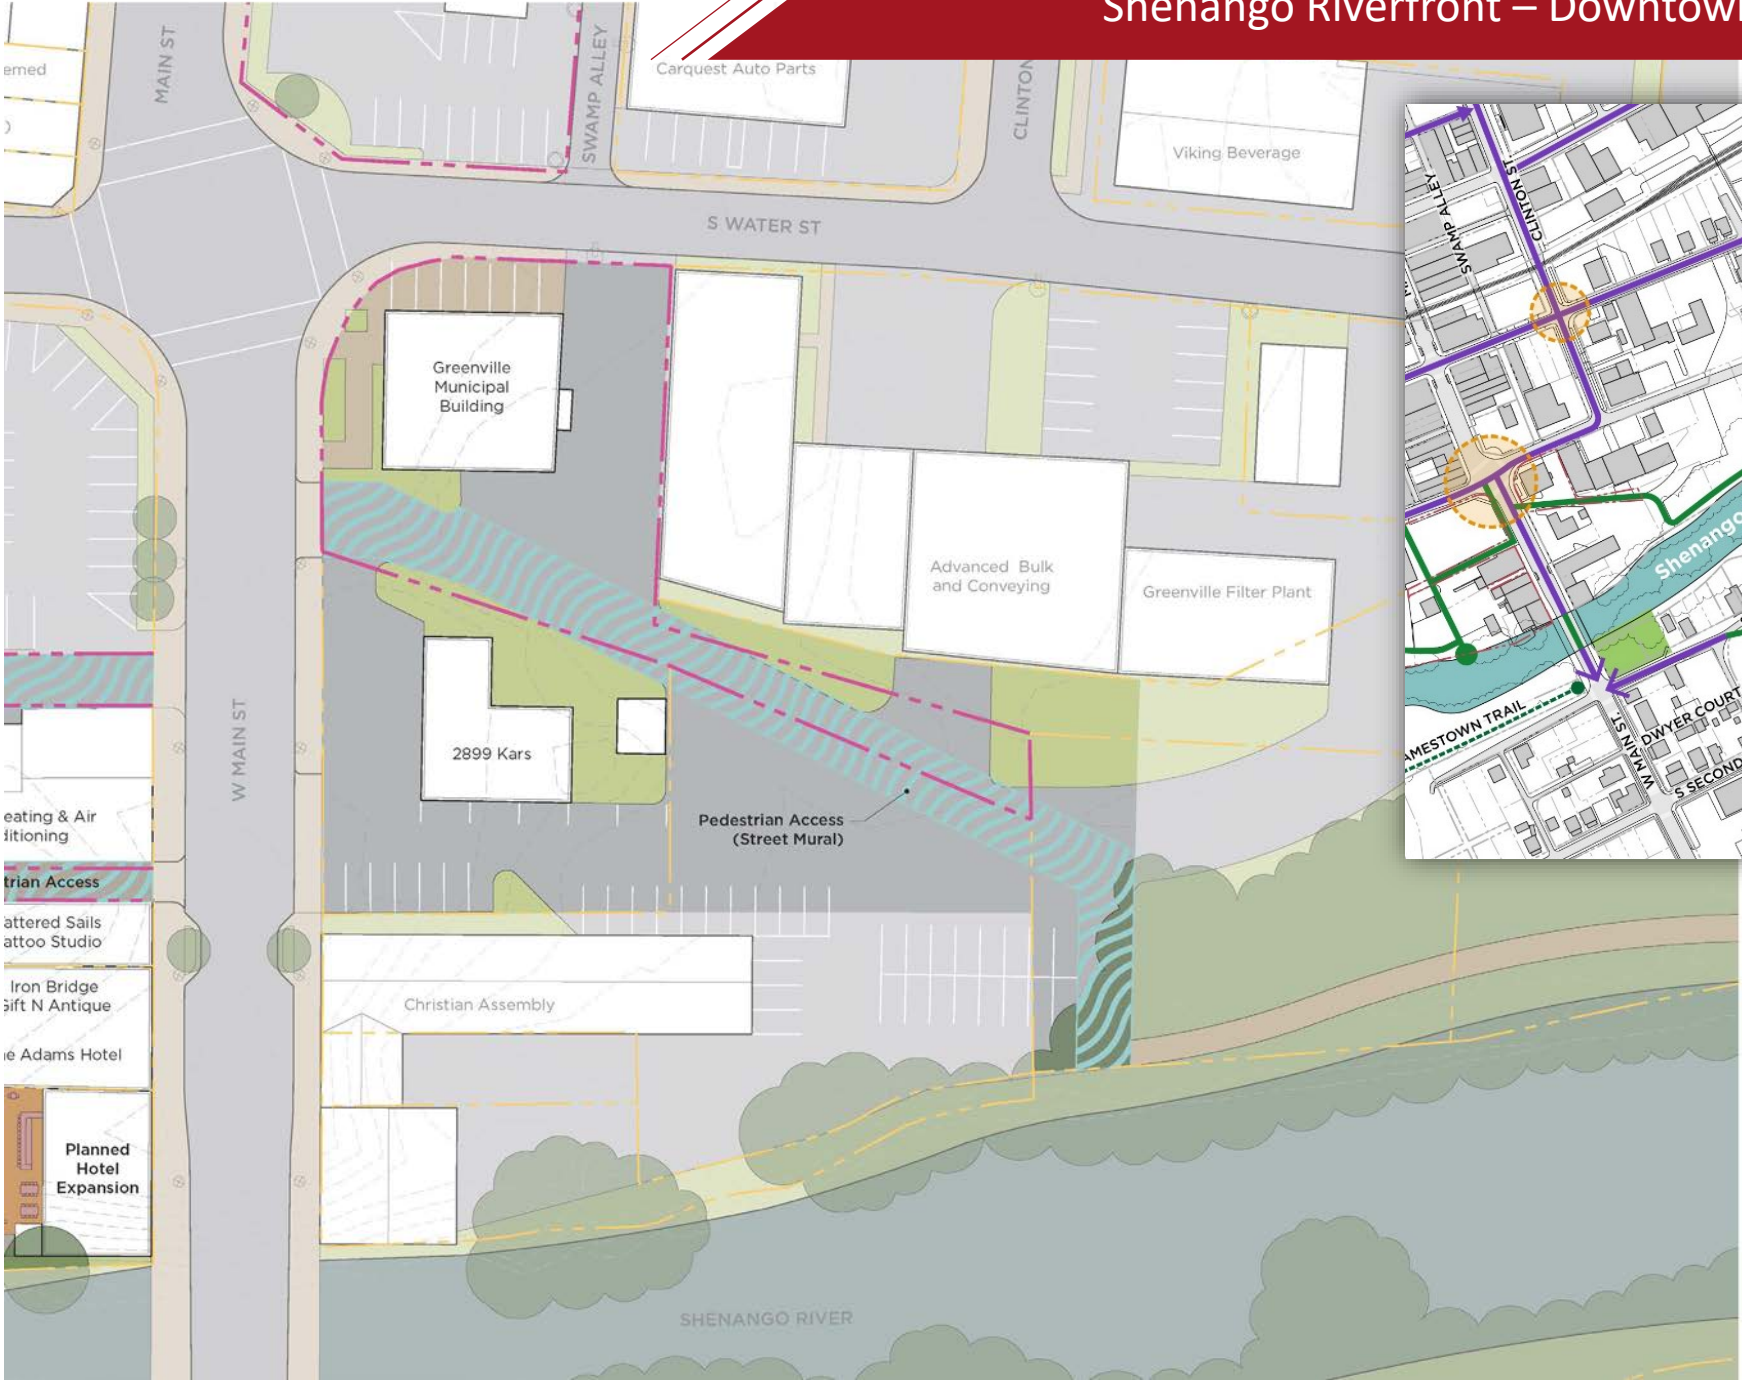 Shenango Riverfront – Downtown
MAIN ST
SWAMP ALLEY
Carquest Auto Parts
CLINTON
Viking Beverage
S WATER ST
Greenville
Municipal
Building
Advanced Bulk
and Conveying
Greenville Filter Plant
2899 Kars
W MAIN ST
Pedestrian Access
(Street Mural)
Christian Assembly
eating & Air
ditioning
trian Access
attered Sails
attoo Studio
Iron Bridge
Gift N Antique
e Adams Hotel
Planned
Hotel
Expansion
SHENANGO RIVER
SWAMP ALLEY
CLINTON ST.
Shenango
AMESTOWN TRAIL
W MAIN ST.
DWYER COURT
S SECOND